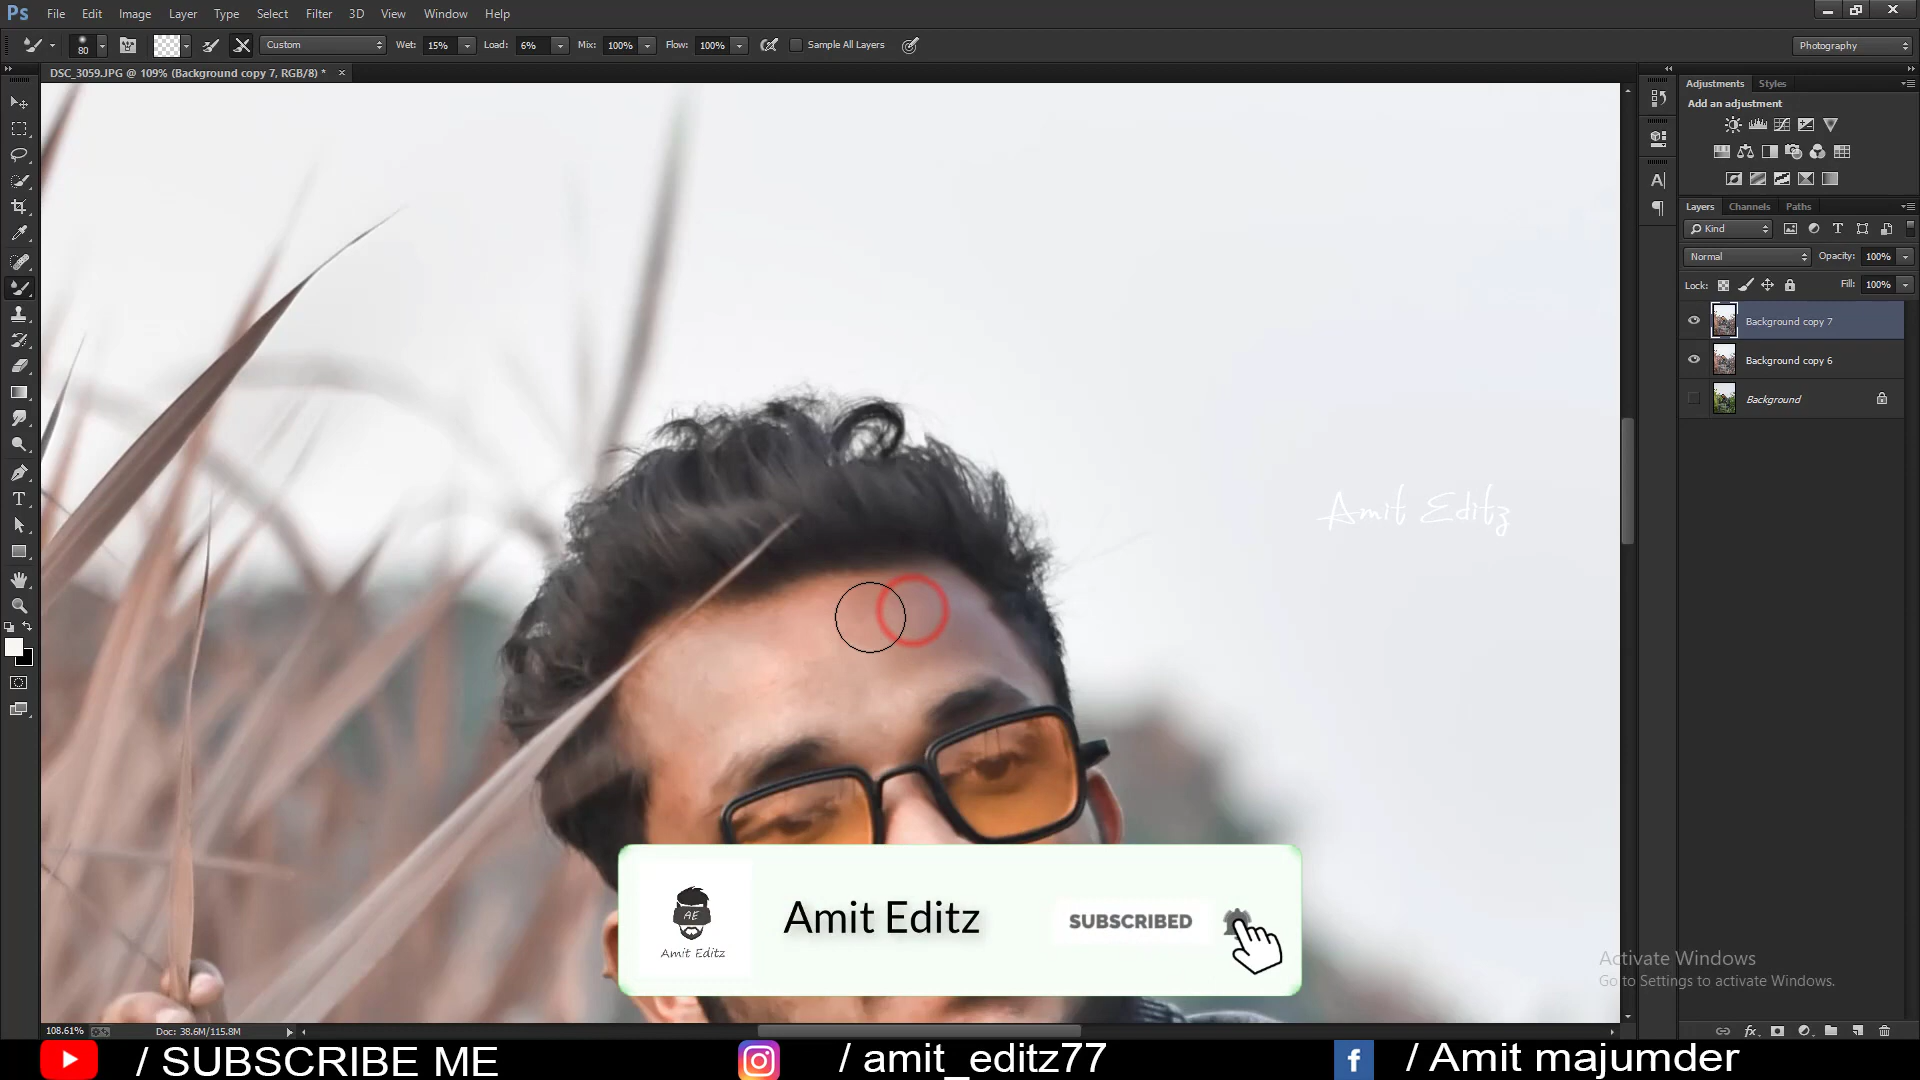 Ps File Edit Image Layer Type Select Filter 3D View Window Help
80 Custom Wet: 15% Load: 6% Mix: 100% Flow: 100% Sample All Layers Photography
DSC_3059.JPG @ 109% (Background copy 7, RGB/8) *
Adjustments Styles
Add an adjustment
Layers Channels Paths
Kind
Normal Opacity: 100%
Lock: Fill: 100%
Background copy 7
Background copy 6
Background
Amit Editz
AE
Amit Editz
Amit Editz
SUBSCRIBED
Activate Windows
Go to Settings to activate Windows.
108.61% Doc: 38.6M/115.8M
/ SUBSCRIBE ME
/ amit_editz77
/ Amit majumder